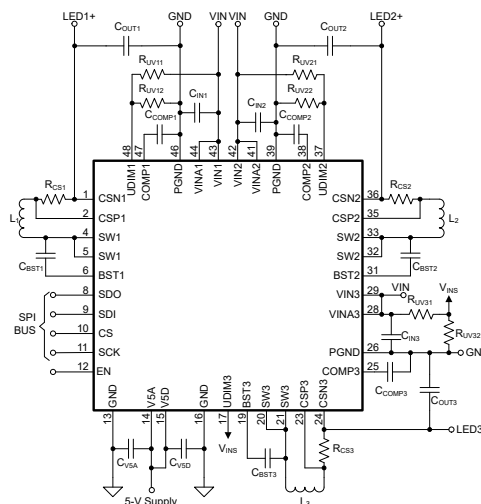 LED1+ GND VIN VIN GND LED2+
COUT1 COUT2
RUV11 RUV21
RUV12 RUV22
CIN1 CIN2
CCOMP1 CCOMP2
48 47 46 44 43 42 41 39 38 37
UDIM1 COMP1 PGND VINA1 VIN1 VIN2 VINA2 PGND COMP2 UDIM2
RCS1 1 CSN1 CSN2 36 RCS2
L1 2 CSP1 CSP2 35 L2
4 SW1 SW2 33
5 SW1 SW2 32
CBST1 6 BST1 BST2 31 CBST2
8 SDO VIN3 29 VIN RUV31 VINS
SPI BUS
9 SDI VINA3 28
10 CS CIN3 RUV32
11 SCK PGND 26 GN
12 EN COMP3 25 CCOMP3
COUT3
GND V5A V5D GND UDIM3 BST3 SW3 SW3 CSP3 CSN3
13 14 15 16 17 19 20 21 23 24
LED3
CV5A CV5D VINS CBST3 RCS3
5-V Supply